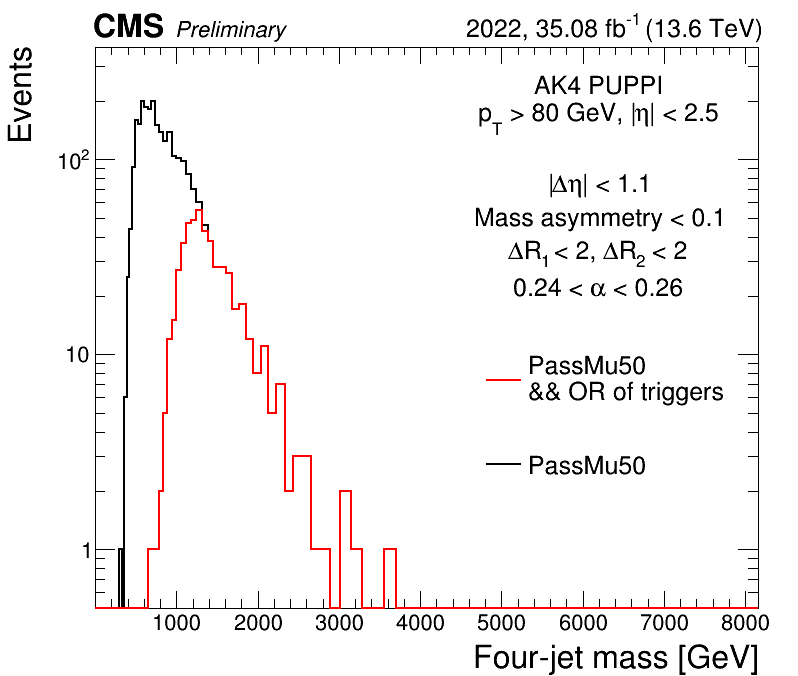 CMS Preliminary 2022, 35.08 fb⁻¹ (13.6 TeV)
Events
AK4 PUPPI
p_T > 80 GeV, |η| < 2.5
|Δη| < 1.1
Mass asymmetry < 0.1
ΔR₁ < 2, ΔR₂ < 2
0.24 < α < 0.26
PassMu50
&& OR of triggers
PassMu50
10²
10
1
1000 2000 3000 4000 5000 6000 7000 8000
Four-jet mass [GeV]